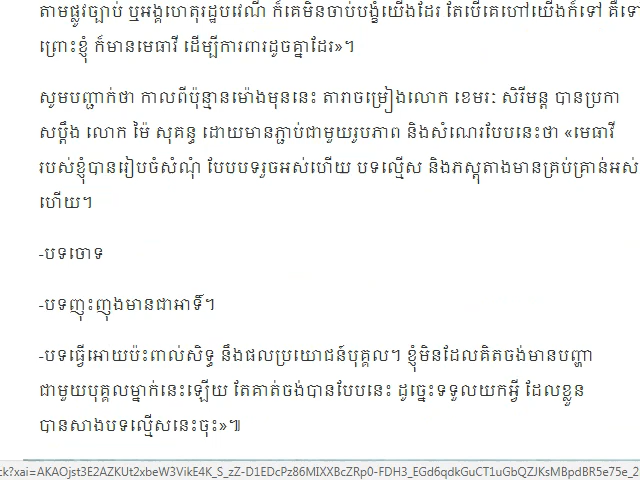 តាមផ្លូវច្បាប់ ឬអង្គហេតុរដ្ឋបវេណី ក៏គេមិនចាប់បង្ខំយើងដែរ តែបើគេហៅយើងក៏ទៅ គឺទៅ
ព្រោះខ្ញុំ ក៏មានមេធាវី ដើម្បីការពារដូចគ្នាដែរ»។
សូមបញ្ជាក់ថា កាលពីប៉ុន្មានម៉ោងមុននេះ តារាចម្រៀងលោក ខេមរៈ សិរីមន្ត បានប្រកា
សប្ដឹង លោក ម៉ៃ សុគន្ធ ដោយមានភ្ជាប់ជាមួយរូបភាព និងសំណេរបែបនេះថា «មេធាវី
របស់ខ្ញុំបានរៀបចំសំណុំ បែបបទរួចអស់ហើយ បទល្មើស និងភស្តុតាងមានគ្រប់គ្រាន់អស់
ហើយ។
-បទចោទ
-បទញុះញុងមានជាអាទិ៍។
-បទធ្វើអោយប៉ះពាល់សិទ្ធ នឹងផលប្រយោជន៍បុគ្គល។ ខ្ញុំមិនដែលគិតចង់មានបញ្ហា
ជាមួយបុគ្គលម្នាក់នេះឡើយ តែគាត់ចង់បានបែបនេះ ដូច្នេះទទួលយកអ្វី ដែលខ្លួន
បានសាងបទល្មើសនេះចុះ»៕
ck?xai=AKAOjst3E2AZKUt2xbeW3VikE4K_S_zZ-D1EDcPz86MIXXBcZRp0-FDH3_EGd6qdkGuCT1uGbQZJKsMBpdBR5e75e_2